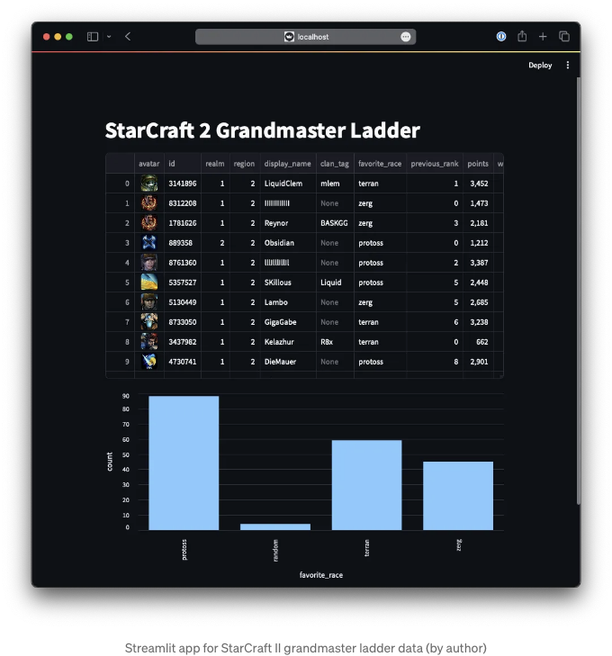 localhost
Deploy
StarCraft 2 Grandmaster Ladder
avatar id realm region display_name clan_tag favorite_race previous_rank points w
0 3141896 1 2 LiquidClem mlem terran 1 3,452
1 8312208 1 2 None zerg 0 1,473
2 1781626 1 2 Reynor BASKGG zerg 3 2,181
3 889358 2 2 Obsidian None protoss 0 1,212
4 8761360 1 2 None protoss 2 3,387
5 5357527 1 2 SKillous Liquid protoss 5 2,448
6 5130449 1 2 Lambo None zerg 5 2,685
7 8733050 1 2 GigaGabe None terran 6 3,238
8 3437982 1 2 Kelazhur R8x terran 0 662
9 4730741 1 2 DieMauer None protoss 8 2,901
90
80
70
60
50
40
30
20
10
0
count
protoss random terran zerg
favorite_race
Streamlit app for StarCraft II grandmaster ladder data (by author)